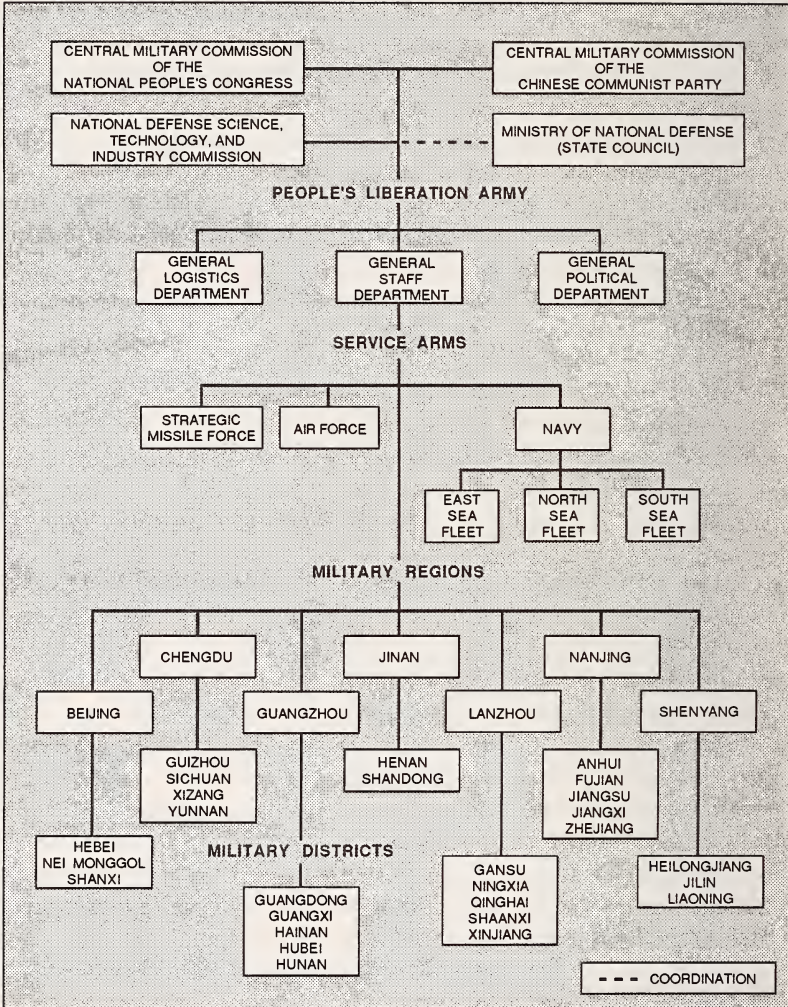 CENTRAL MILITARY COMMISSION
OF THE
NATIONAL PEOPLE'S CONGRESS
CENTRAL MILITARY COMMISSION
OF THE
CHINESE COMMUNIST PARTY
NATIONAL DEFENSE SCIENCE,
TECHNOLOGY, AND
INDUSTRY COMMISSION
MINISTRY OF NATIONAL DEFENSE
(STATE COUNCIL)
PEOPLE'S LIBERATION ARMY
GENERAL
LOGISTICS
DEPARTMENT
GENERAL
STAFF
DEPARTMENT
GENERAL
POLITICAL
DEPARTMENT
SERVICE ARMS
STRATEGIC
MISSILE FORCE
AIR FORCE
NAVY
EAST
SEA
FLEET
NORTH
SEA
FLEET
SOUTH
SEA
FLEET
MILITARY REGIONS
CHENGDU
JINAN
NANJING
BEIJING
GUANGZHOU
LANZHOU
SHENYANG
GUIZHOU
SICHUAN
XIZANG
YUNNAN
HENAN
SHANDONG
ANHUI
FUJIAN
JIANGSU
JIANGXI
ZHEJIANG
HEBEI
NEI MONGGOL
SHANXI
MILITARY DISTRICTS
GUANGDONG
GUANGXI
HAINAN
HUBEI
HUNAN
GANSU
NINGXIA
QINGHAI
SHAANXI
XINJIANG
HEILONGJIANG
JILIN
LIAONING
--- COORDINATION